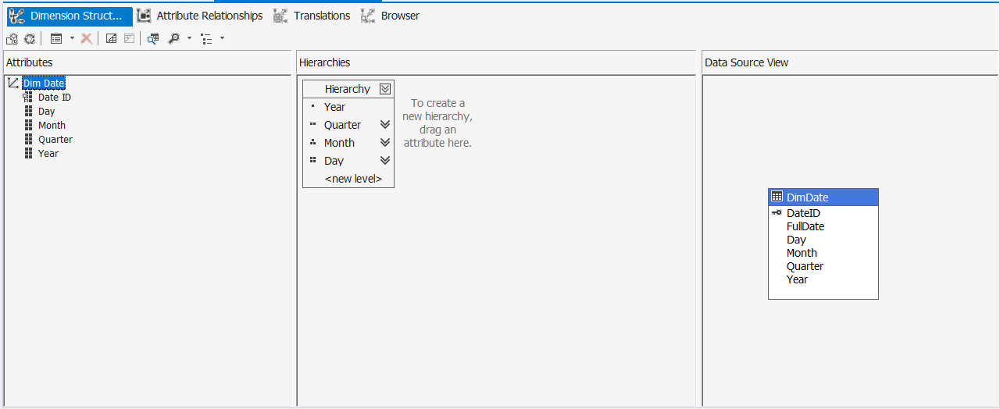 Dimension Struct...
Attribute Relationships
Translations
Browser
Attributes
Hierarchies
Data Source View
Dim Date
Date ID
Day
Month
Quarter
Year
Hierarchy
Year
Quarter
Month
Day
<new level>
To create a
new hierarchy,
drag an
attribute here.
DimDate
DateID
FullDate
Day
Month
Quarter
Year